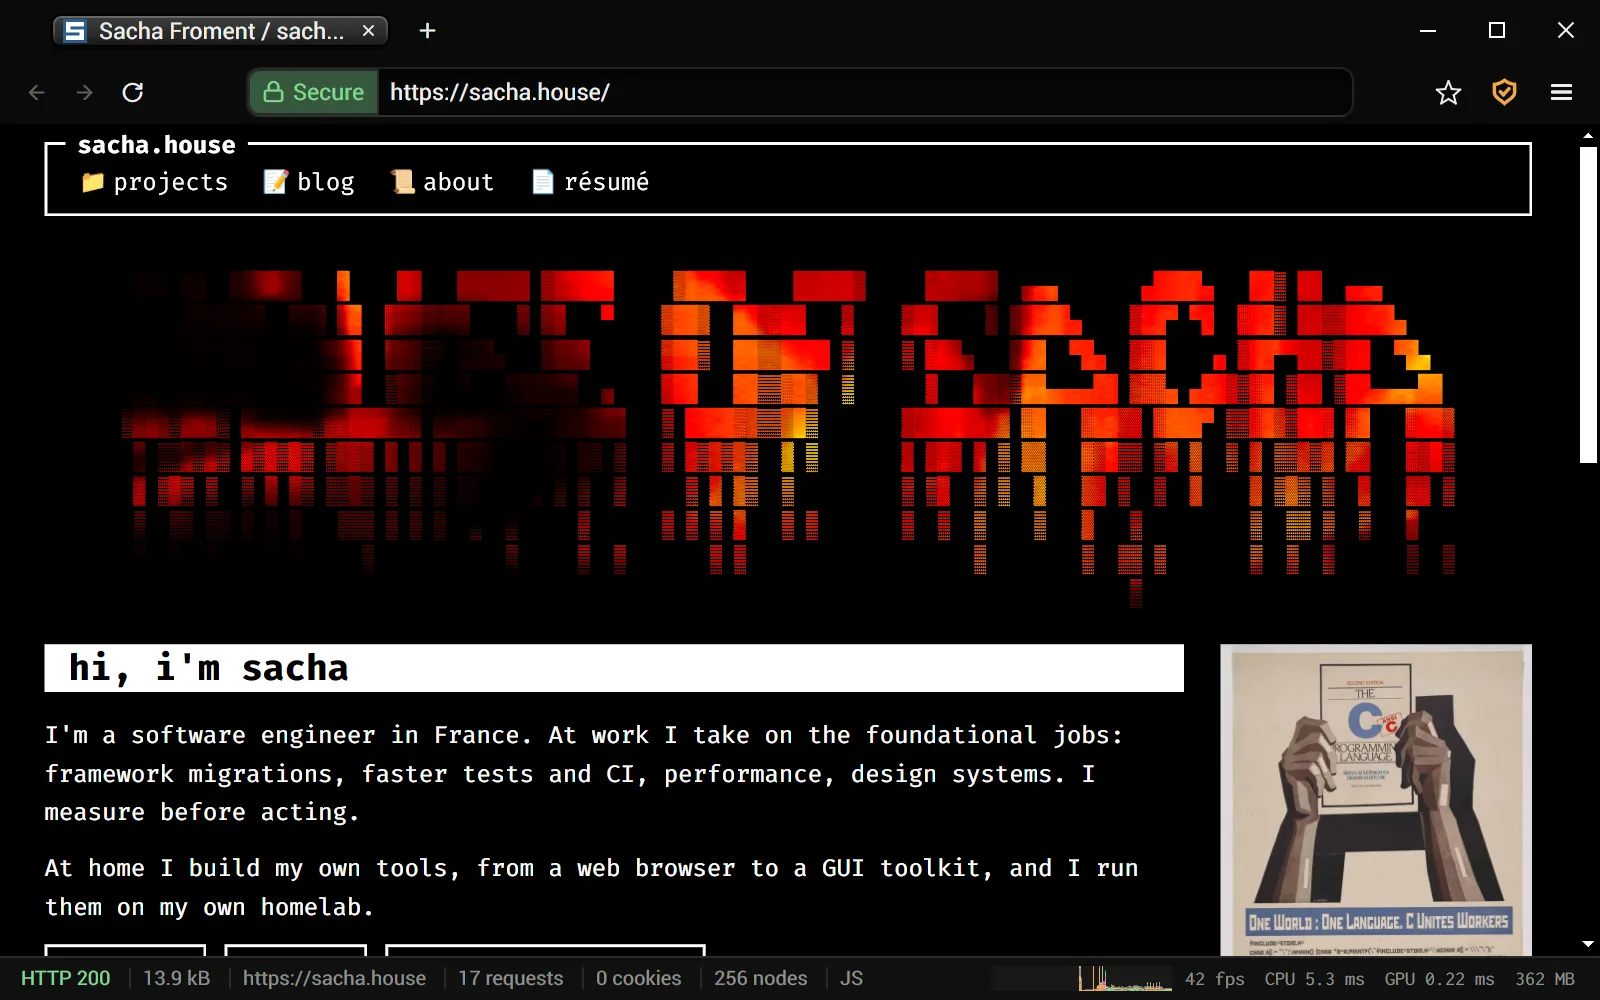 Sacha Froment / sach...
Secure
https://sacha.house/
sacha.house
projects
blog
about
résumé
hi, i'm sacha
I'm a software engineer in France. At work I take on the foundational jobs:
framework migrations, faster tests and CI, performance, design systems. I
measure before acting.
At home I build my own tools, from a web browser to a GUI toolkit, and I run
them on my own homelab.
SECOND EDITION
THE
C
ANSI C
PROGRAMMING
LANGUAGE
ONE WORLD : ONE LANGUAGE. C UNITES WORKERS
HTTP 200
13.9 kB
https://sacha.house
17 requests
0 cookies
256 nodes
JS
42 fps
CPU 5.3 ms
GPU 0.22 ms
362 MB